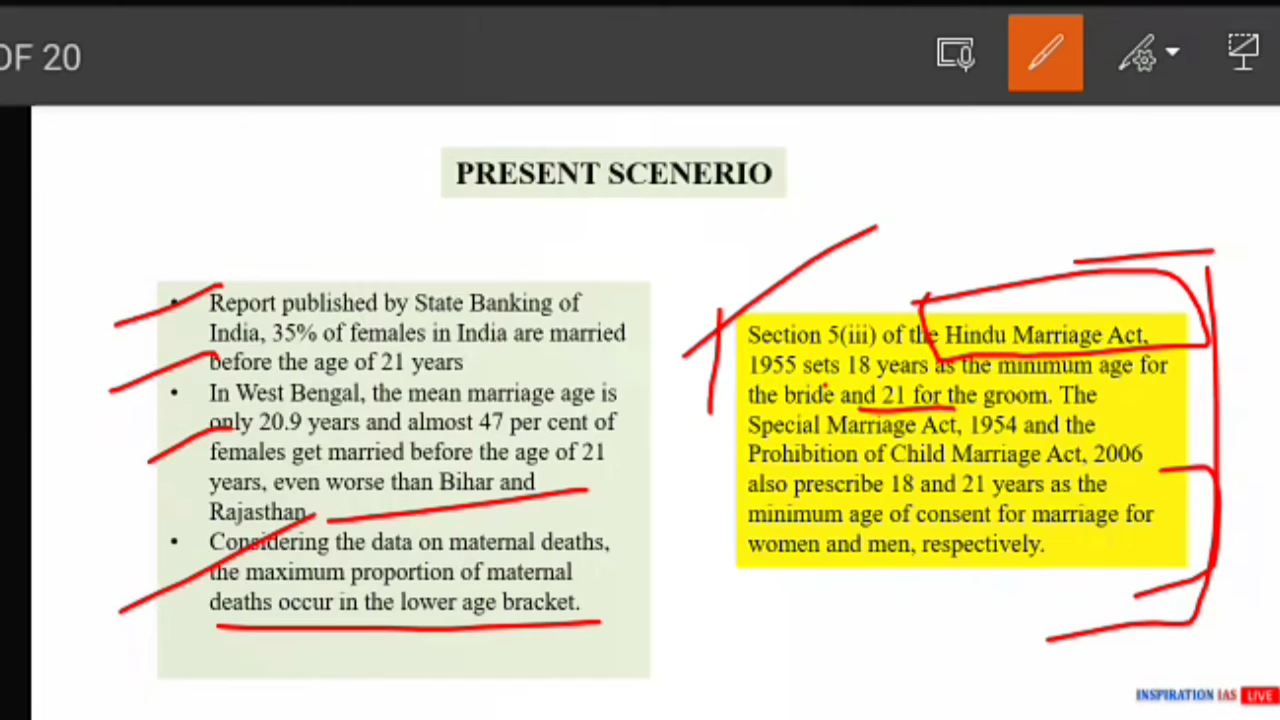 OF 20
PRESENT SCENERIO
• Report published by State Banking of
India, 35% of females in India are married
before the age of 21 years
• In West Bengal, the mean marriage age is
only 20.9 years and almost 47 per cent of
females get married before the age of 21
years, even worse than Bihar and
Rajasthan
• Considering the data on maternal deaths,
the maximum proportion of maternal
deaths occur in the lower age bracket.
Section 5(iii) of the Hindu Marriage Act,
1955 sets 18 years as the minimum age for
the bride and 21 for the groom. The
Special Marriage Act, 1954 and the
Prohibition of Child Marriage Act, 2006
also prescribe 18 and 21 years as the
minimum age of consent for marriage for
women and men, respectively.
INSPIRATION IAS LIVE